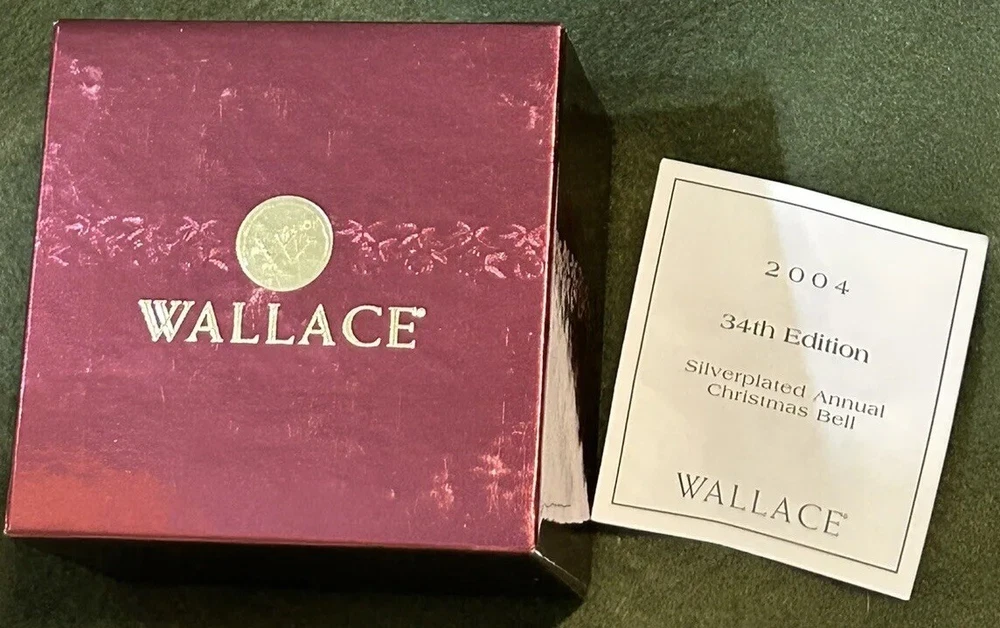 WALLACE®
2004
34th Edition
Silverplated Annual
Christmas Bell
WALLACE®